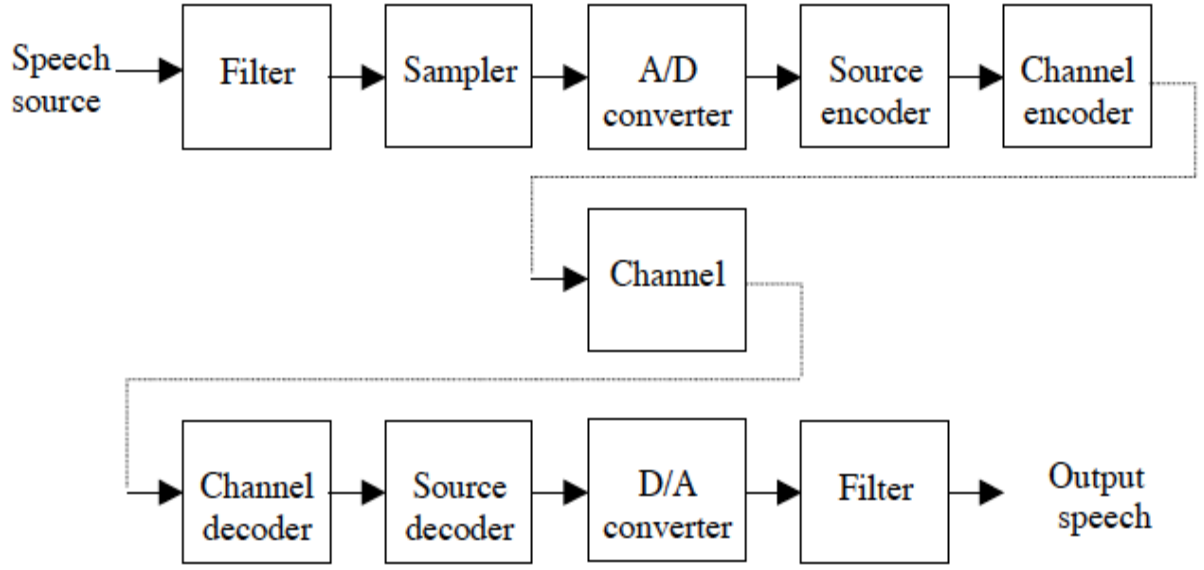 Speech
source
Filter
Sampler
A/D
converter
Source
encoder
Channel
encoder
Channel
Channel
decoder
Source
decoder
D/A
converter
Filter
Output
speech